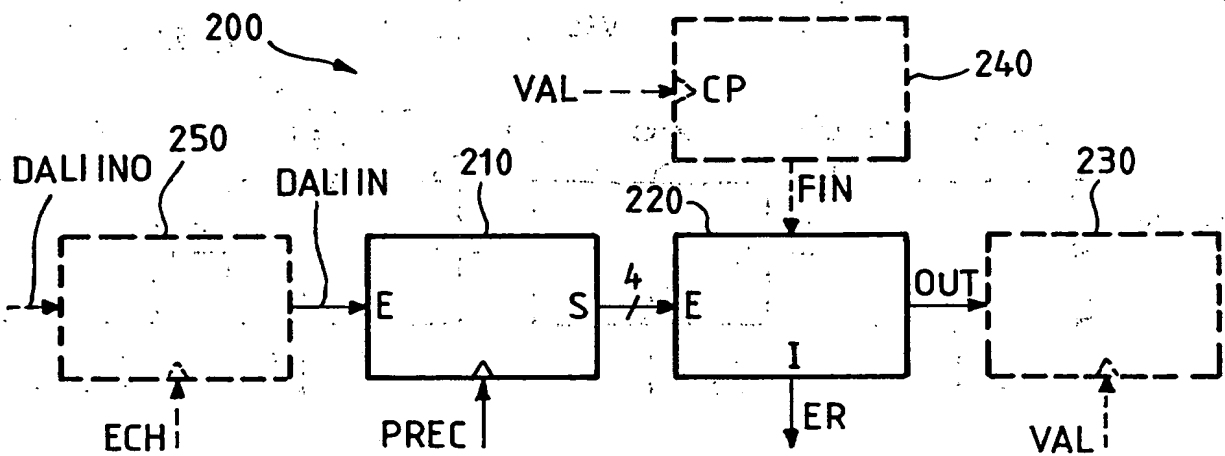 200
VAL
CP
240
250
210
220
FIN
230
DALIINO
DALIIN
E
S
4
E
I
OUT
ECH
PREC
ER
VAL